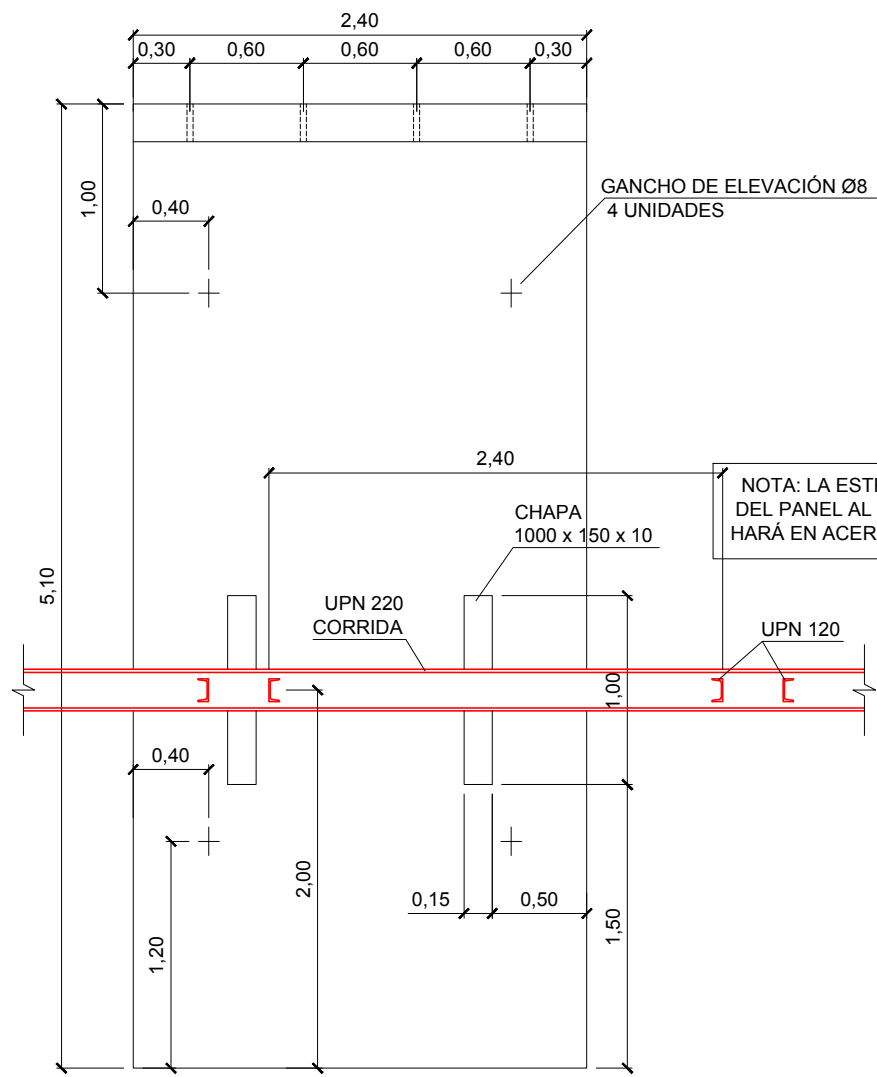 2,40
0,30 0,60 0,60 0,60 0,30
1,00
0,40
GANCHO DE ELEVACIÓN Ø8
4 UNIDADES
2,40
NOTA: LA
DEL PANEL AL
HARÁ EN
CHAPA
1000 x 150 x 10
5,10
UPN 220
CORRIDA
UPN 120
1,00
0,40
2,00
0,15 0,50
1,20
1,50